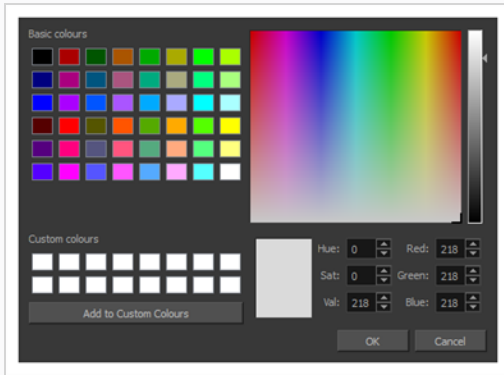 Basic colours
Custom colours
Add to Custom Colours
Hue: 0 Red: 218
Sat: 0 Green: 218
Val: 218 Blue: 218
OK Cancel